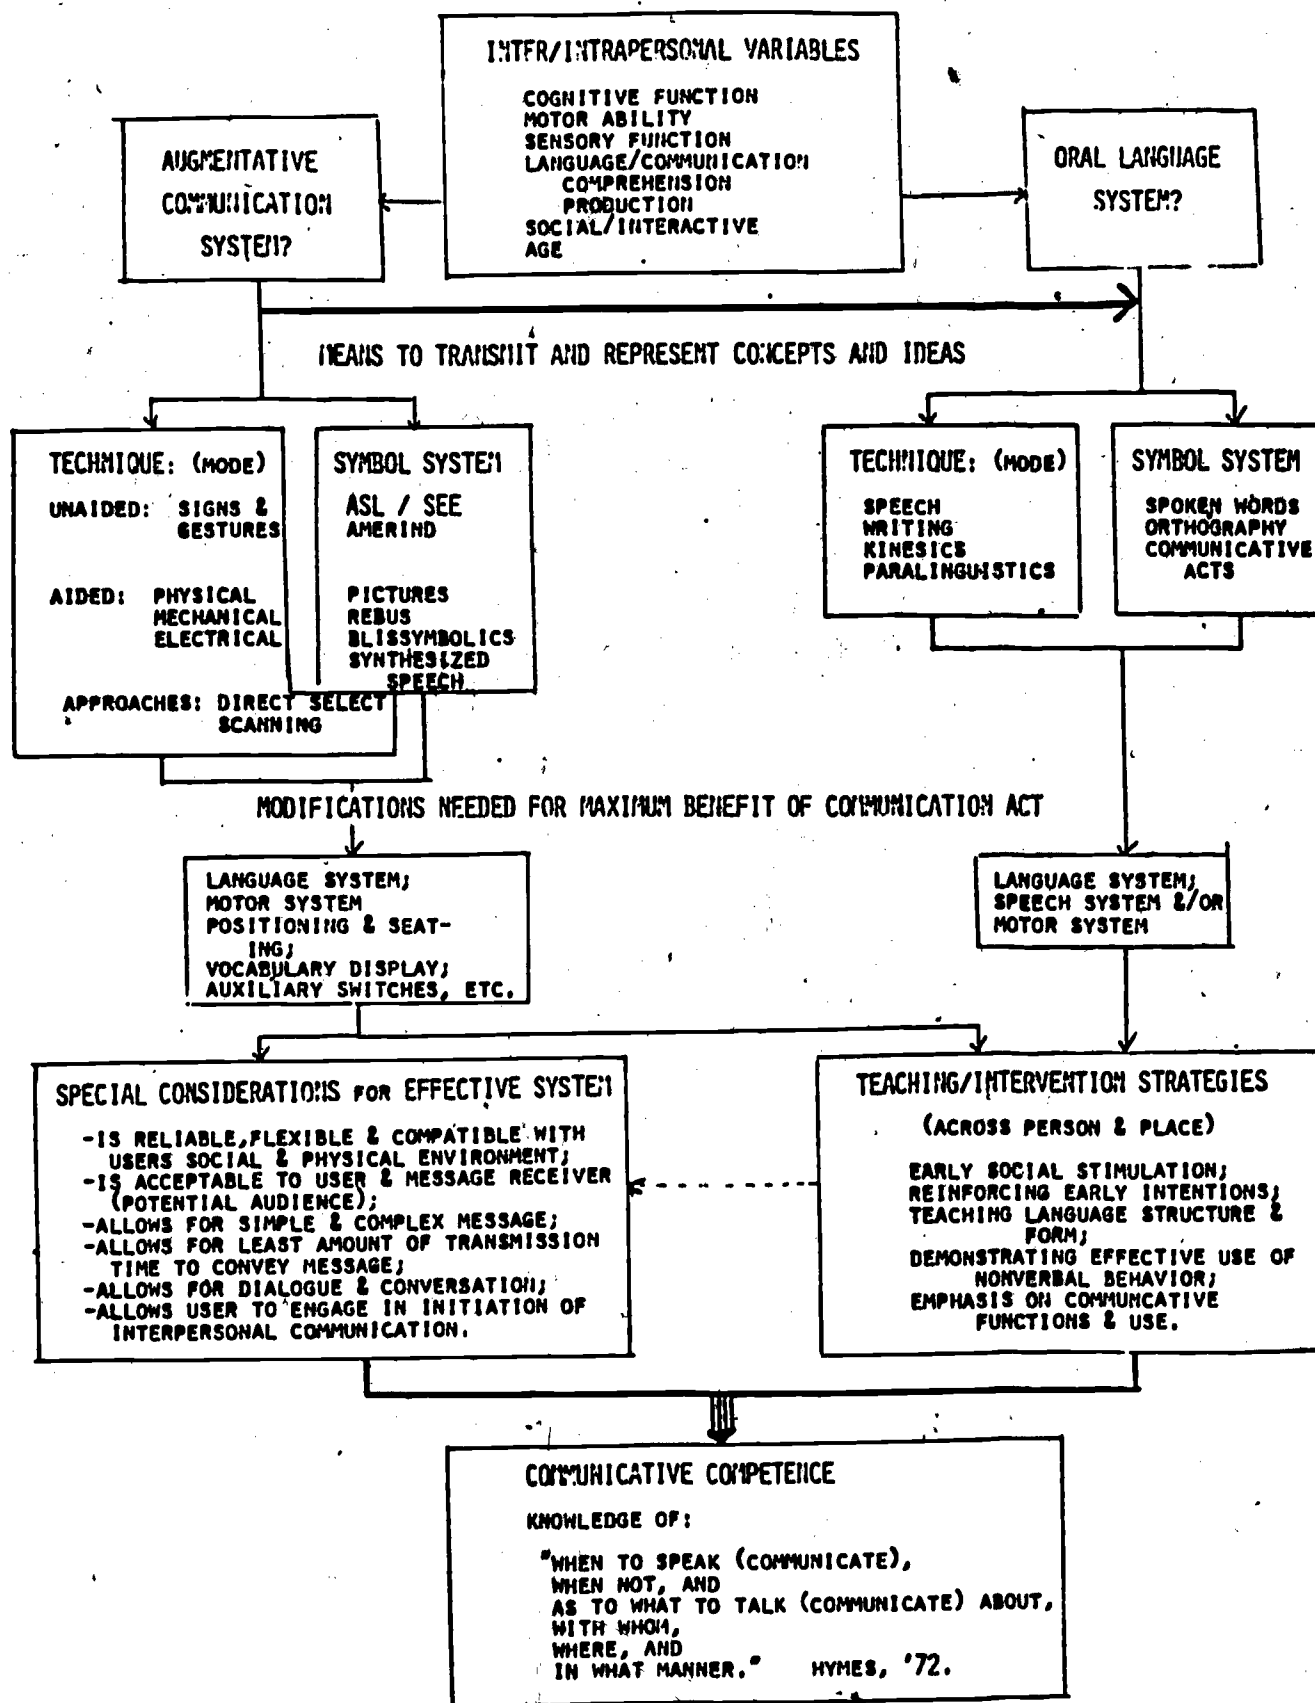 INTER/INTRAPERSONAL VARIABLES
COGNITIVE FUNCTION
MOTOR ABILITY
SENSORY FUNCTION
LANGUAGE/COMMUNICATION
COMPREHENSION
PRODUCTION
SOCIAL/INTERACTIVE
AGE
AUGMENTATIVE
COMMUNICATION
SYSTEM?
ORAL LANGUAGE
SYSTEM?
MEANS TO TRANSMIT AND REPRESENT CONCEPTS AND IDEAS
TECHNIQUE: (MODE)
UNAIDED: SIGNS &
GESTURES
AIDED: PHYSICAL
MECHANICAL
ELECTRICAL
APPROACHES: DIRECT SELECT
SCANNING
SYMBOL SYSTEM
ASL / SEE
AMERIND
PICTURES
REBUS
BLISSYMBOLICS
SYNTHESIZED
SPEECH
TECHNIQUE: (MODE)
SPEECH
WRITING
KINESICS
PARALINGUISTICS
SYMBOL SYSTEM
SPOKEN WORDS
ORTHOGRAPHY
COMMUNICATIVE
ACTS
MODIFICATIONS NEEDED FOR MAXIMUM BENEFIT OF COMMUNICATION ACT
LANGUAGE SYSTEM;
MOTOR SYSTEM
POSITIONING & SEAT-
ING;
VOCABULARY DISPLAY;
AUXILIARY SWITCHES, ETC.
LANGUAGE SYSTEM;
SPEECH SYSTEM &/OR
MOTOR SYSTEM
SPECIAL CONSIDERATIONS FOR EFFECTIVE SYSTEM
-IS RELIABLE, FLEXIBLE & COMPATIBLE WITH
USERS SOCIAL & PHYSICAL ENVIRONMENT;
-IS ACCEPTABLE TO USER & MESSAGE RECEIVER
(POTENTIAL AUDIENCE);
-ALLOWS FOR SIMPLE & COMPLEX MESSAGE;
-ALLOWS FOR LEAST AMOUNT OF TRANSMISSION
TIME TO CONVEY MESSAGE;
-ALLOWS FOR DIALOGUE & CONVERSATION;
-ALLOWS USER TO ENGAGE IN INITIATION OF
INTERPERSONAL COMMUNICATION.
TEACHING/INTERVENTION STRATEGIES
(ACROSS PERSON & PLACE)
EARLY SOCIAL STIMULATION;
REINFORCING EARLY INTENTIONS;
TEACHING LANGUAGE STRUCTURE &
FORM;
DEMONSTRATING EFFECTIVE USE OF
NONVERBAL BEHAVIOR;
EMPHASIS ON COMMUNCATIVE
FUNCTIONS & USE.
COMMUNICATIVE COMPETENCE
KNOWLEDGE OF:
"WHEN TO SPEAK (COMMUNICATE),
WHEN NOT, AND
AS TO WHAT TO TALK (COMMUNICATE) ABOUT,
WITH WHOM,
WHERE, AND
IN WHAT MANNER." HYMES, '72.